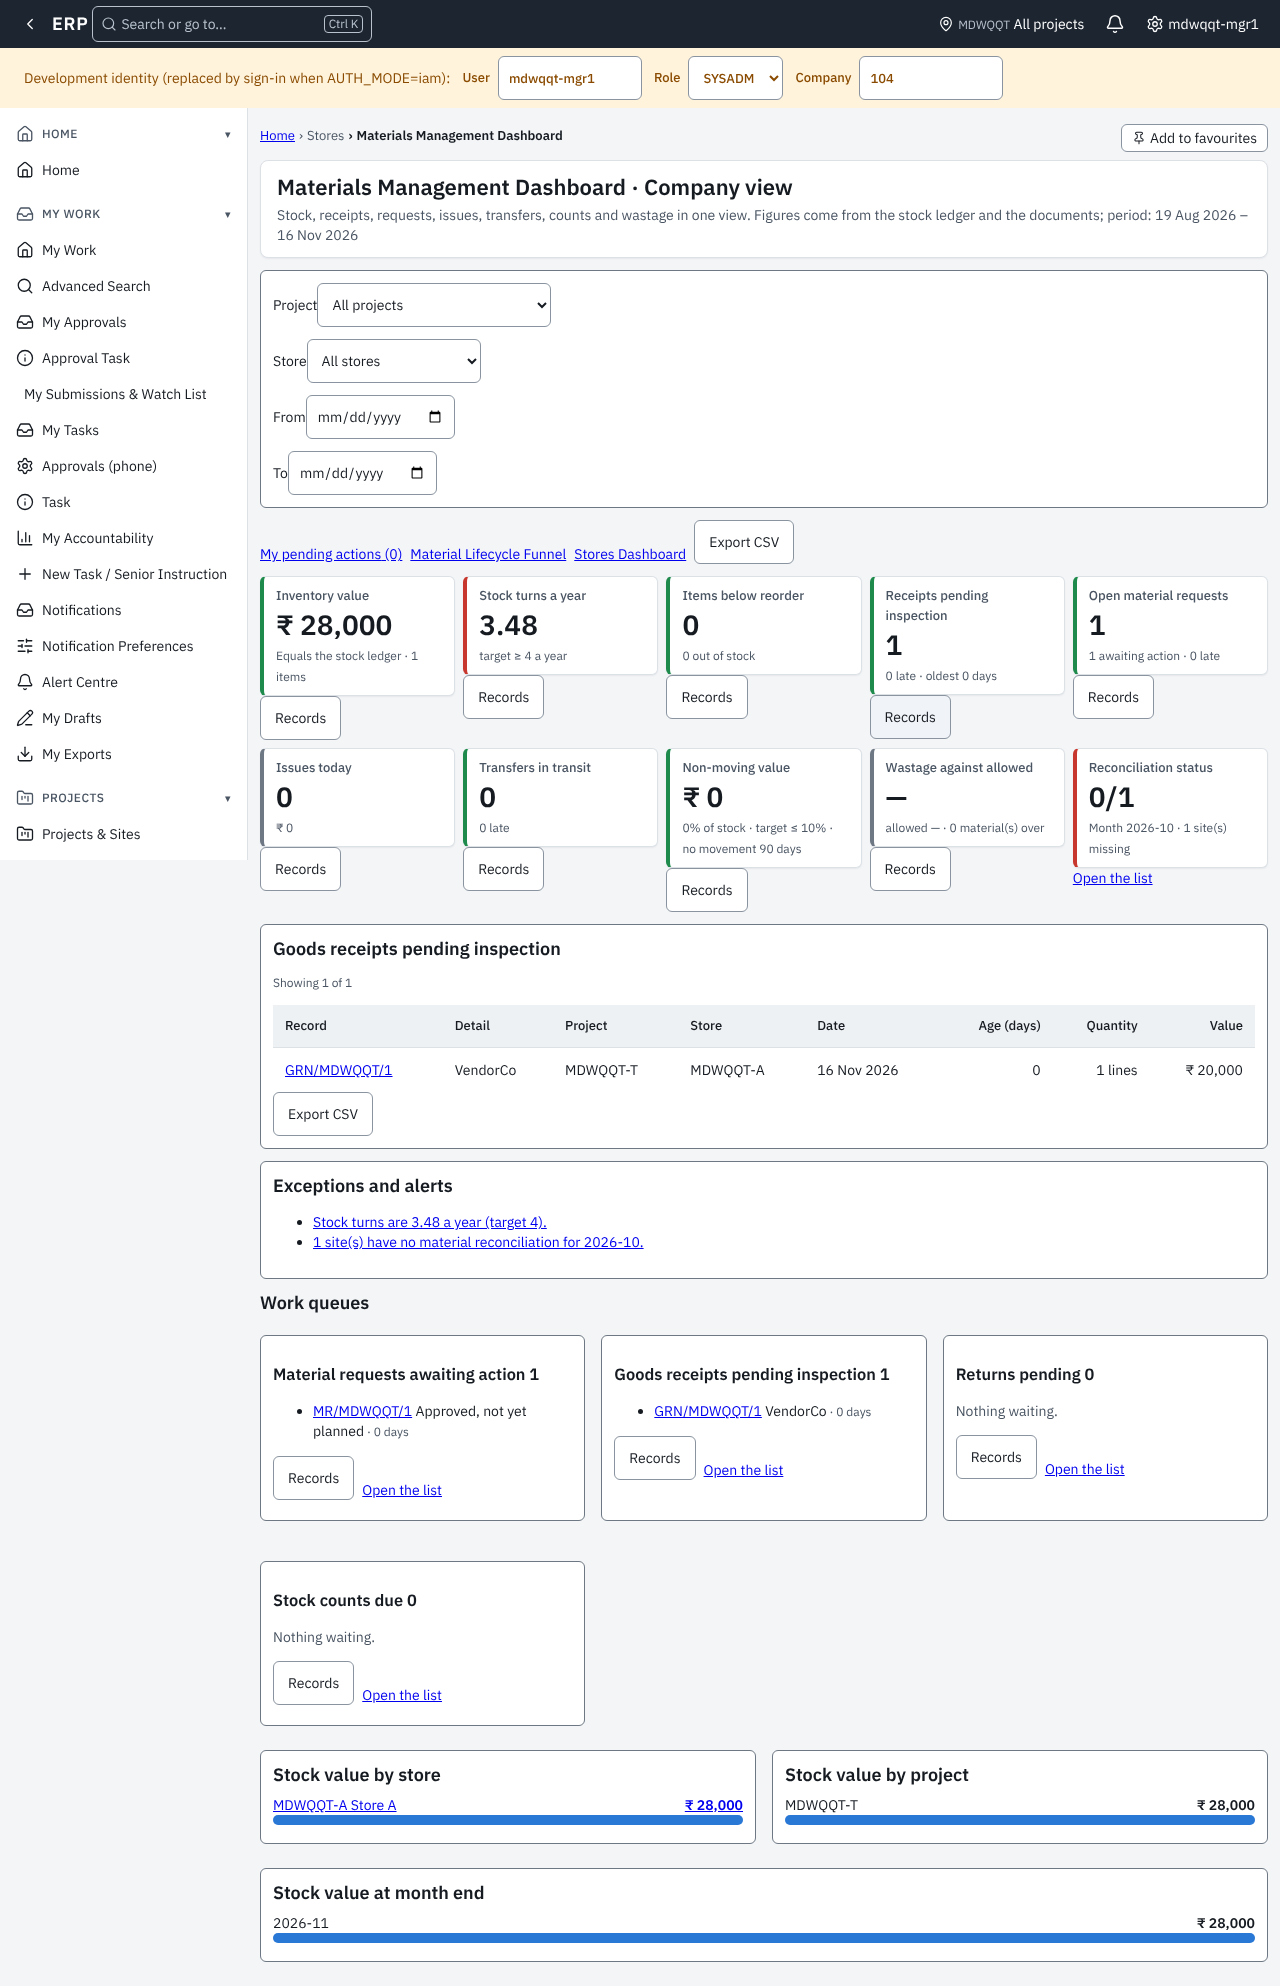 ERP
Search or go to...
Ctrl K
MDWQQT All projects
mdwqqt-mgr1
Development identity (replaced by sign-in when AUTH_MODE=iam):
User
mdwqqt-mgr1
Role
SYSADM
Company
104
HOME
Home
MY WORK
My Work
Advanced Search
My Approvals
Approval Task
My Submissions & Watch List
My Tasks
Approvals (phone)
Task
My Accountability
New Task / Senior Instruction
Notifications
Notification Preferences
Alert Centre
My Drafts
My Exports
PROJECTS
Projects & Sites
Home › Stores › Materials Management Dashboard
Add to favourites
Materials Management Dashboard · Company view
Stock, receipts, requests, issues, transfers, counts and wastage in one view. Figures come from the stock ledger and the documents; period: 19 Aug 2026 –
16 Nov 2026
Project
All projects
Store
All stores
From
mm/dd/yyyy
To
mm/dd/yyyy
My pending actions (0)
Material Lifecycle Funnel
Stores Dashboard
Export CSV
Inventory value
₹ 28,000
Equals the stock ledger · 1
items
Records
Stock turns a year
3.48
target ≥ 4 a year
Records
Items below reorder
0
0 out of stock
Records
Receipts pending
inspection
1
0 late · oldest 0 days
Records
Open material requests
1
1 awaiting action · 0 late
Records
Issues today
0
₹ 0
Records
Transfers in transit
0
0 late
Records
Non-moving value
₹ 0
0% of stock · target ≤ 10% ·
no movement 90 days
Records
Wastage against allowed
—
allowed — · 0 material(s) over
Records
Reconciliation status
0/1
Month 2026-10 · 1 site(s)
missing
Open the list
Goods receipts pending inspection
Showing 1 of 1
Record Detail Project Store Date Age (days) Quantity Value
GRN/MDWQQT/1 VendorCo MDWQQT-T MDWQQT-A 16 Nov 2026 0 1 lines ₹ 20,000
Export CSV
Exceptions and alerts
Stock turns are 3.48 a year (target 4).
1 site(s) have no material reconciliation for 2026-10.
Work queues
Material requests awaiting action 1
MR/MDWQQT/1 Approved, not yet
planned · 0 days
Records
Open the list
Goods receipts pending inspection 1
GRN/MDWQQT/1 VendorCo · 0 days
Records
Open the list
Returns pending 0
Nothing waiting.
Records
Open the list
Stock counts due 0
Nothing waiting.
Records
Open the list
Stock value by store
MDWQQT-A Store A ₹ 28,000
Stock value by project
MDWQQT-T ₹ 28,000
Stock value at month end
2026-11 ₹ 28,000